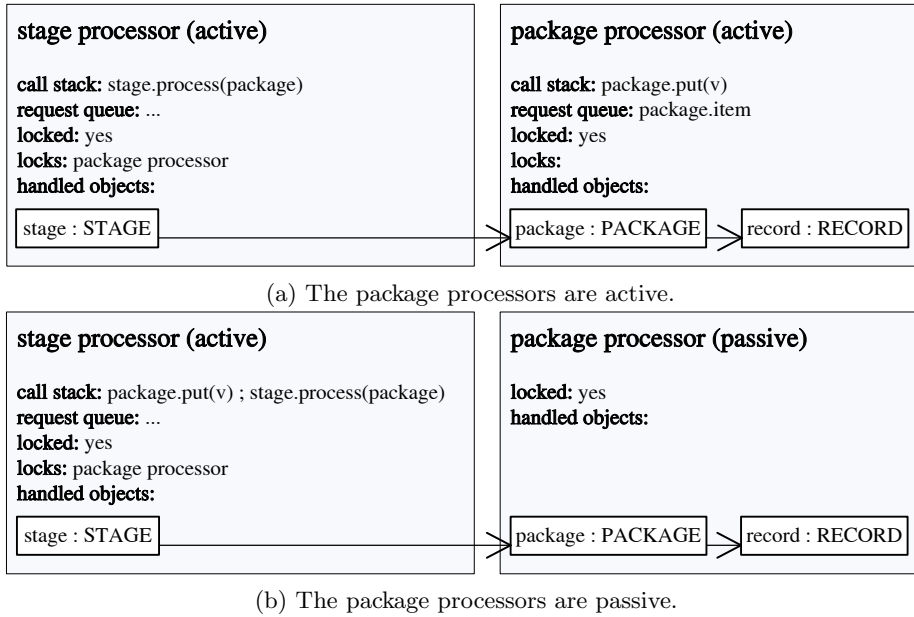 stage processor (active)
call stack: stage.process(package)
request queue: ...
locked: yes
locks: package processor
handled objects:
stage : STAGE
package processor (active)
call stack: package.put(v)
request queue: package.item
locked: yes
locks:
handled objects:
package : PACKAGE
record : RECORD
(a) The package processors are active.
stage processor (active)
call stack: package.put(v) ; stage.process(package)
request queue: ...
locked: yes
locks: package processor
handled objects:
stage : STAGE
package processor (passive)
locked: yes
handled objects:
package : PACKAGE
record : RECORD
(b) The package processors are passive.